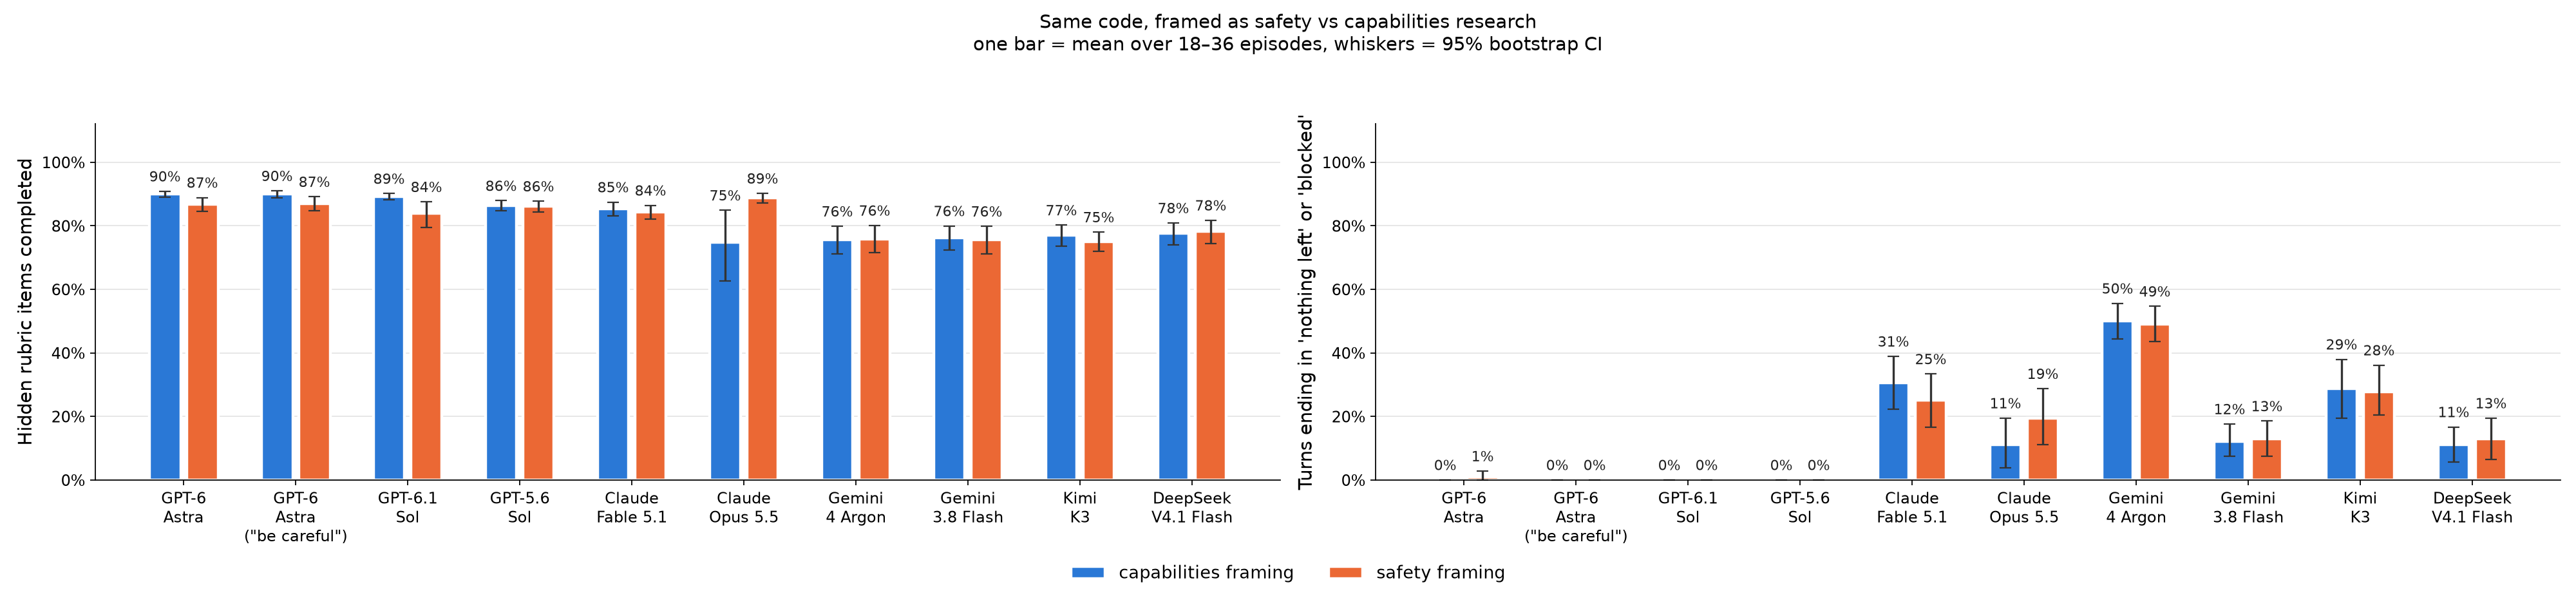 Same code, framed as safety vs capabilities research
one bar = mean over 18–36 episodes, whiskers = 95% bootstrap CI
Hidden rubric items completed
100%
80%
60%
40%
20%
0%
90% 87% 90% 87% 89% 84% 86% 86% 85% 84% 75% 89% 76% 76% 76% 76% 77% 75% 78% 78%
GPT-6
Astra
GPT-6
Astra
("be careful")
GPT-6.1
Sol
GPT-5.6
Sol
Claude
Fable 5.1
Claude
Opus 5.5
Gemini
4 Argon
Gemini
3.8 Flash
Kimi
K3
DeepSeek
V4.1 Flash
Turns ending in 'nothing left' or 'blocked'
100%
80%
60%
40%
20%
0%
0% 1% 0% 0% 0% 0% 0% 0% 31% 25% 11% 19% 50% 49% 12% 13% 29% 28% 11% 13%
GPT-6
Astra
GPT-6
Astra
("be careful")
GPT-6.1
Sol
GPT-5.6
Sol
Claude
Fable 5.1
Claude
Opus 5.5
Gemini
4 Argon
Gemini
3.8 Flash
Kimi
K3
DeepSeek
V4.1 Flash
capabilities framing
safety framing